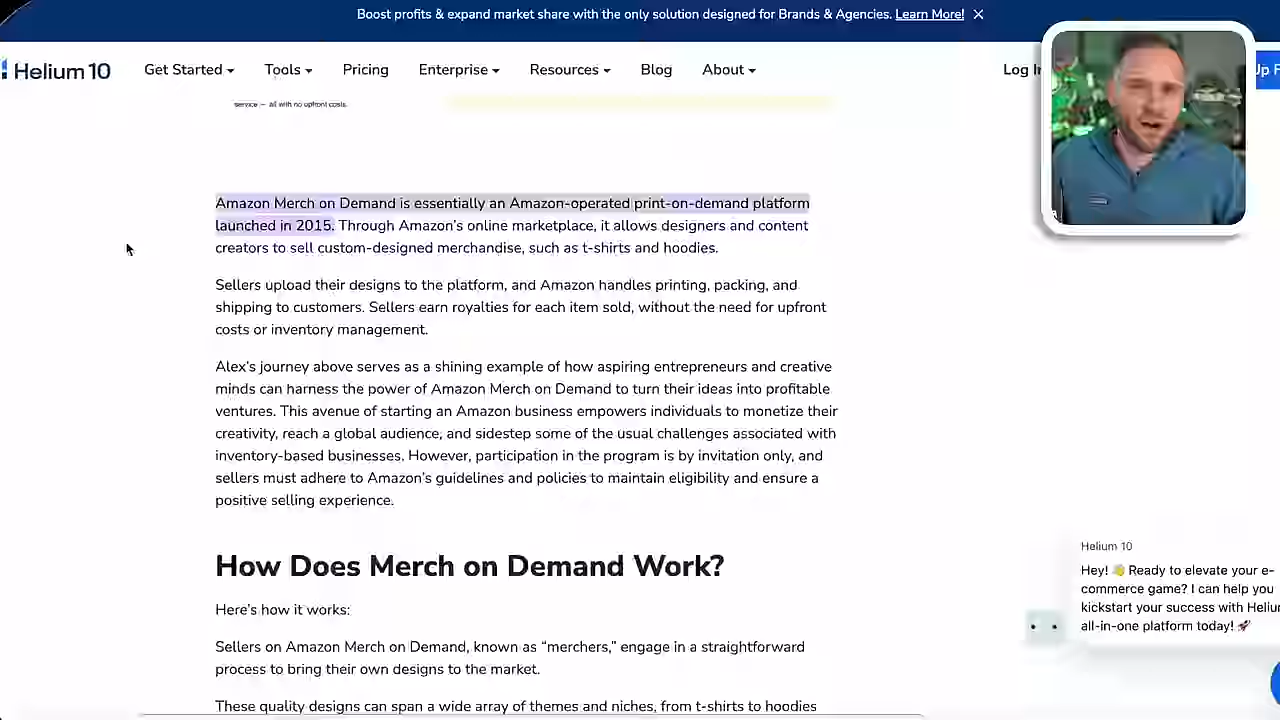 Boost profits & expand market share with the only solution designed for Brands & Agencies. Learn More!
Helium 10
Get Started
Tools
Pricing
Enterprise
Resources
Blog
About
Log In
Up F
service — all with no upfront costs.
Amazon Merch on Demand is essentially an Amazon-operated print-on-demand platform
launched in 2015. Through Amazon’s online marketplace, it allows designers and content
creators to sell custom-designed merchandise, such as t-shirts and hoodies.
Sellers upload their designs to the platform, and Amazon handles printing, packing, and
shipping to customers. Sellers earn royalties for each item sold, without the need for upfront
costs or inventory management.
Alex’s journey above serves as a shining example of how aspiring entrepreneurs and creative
minds can harness the power of Amazon Merch on Demand to turn their ideas into profitable
ventures. This avenue of starting an Amazon business empowers individuals to monetize their
creativity, reach a global audience, and sidestep some of the usual challenges associated with
inventory-based businesses. However, participation in the program is by invitation only, and
sellers must adhere to Amazon’s guidelines and policies to maintain eligibility and ensure a
positive selling experience.
How Does Merch on Demand Work?
Here’s how it works:
Sellers on Amazon Merch on Demand, known as “merchers,” engage in a straightforward
process to bring their own designs to the market.
These quality designs can span a wide array of themes and niches, from t-shirts to hoodies
Helium 10
Hey! 👋 Ready to elevate your e-
commerce game? I can help you
kickstart your success with Heliu
all-in-one platform today! 🚀